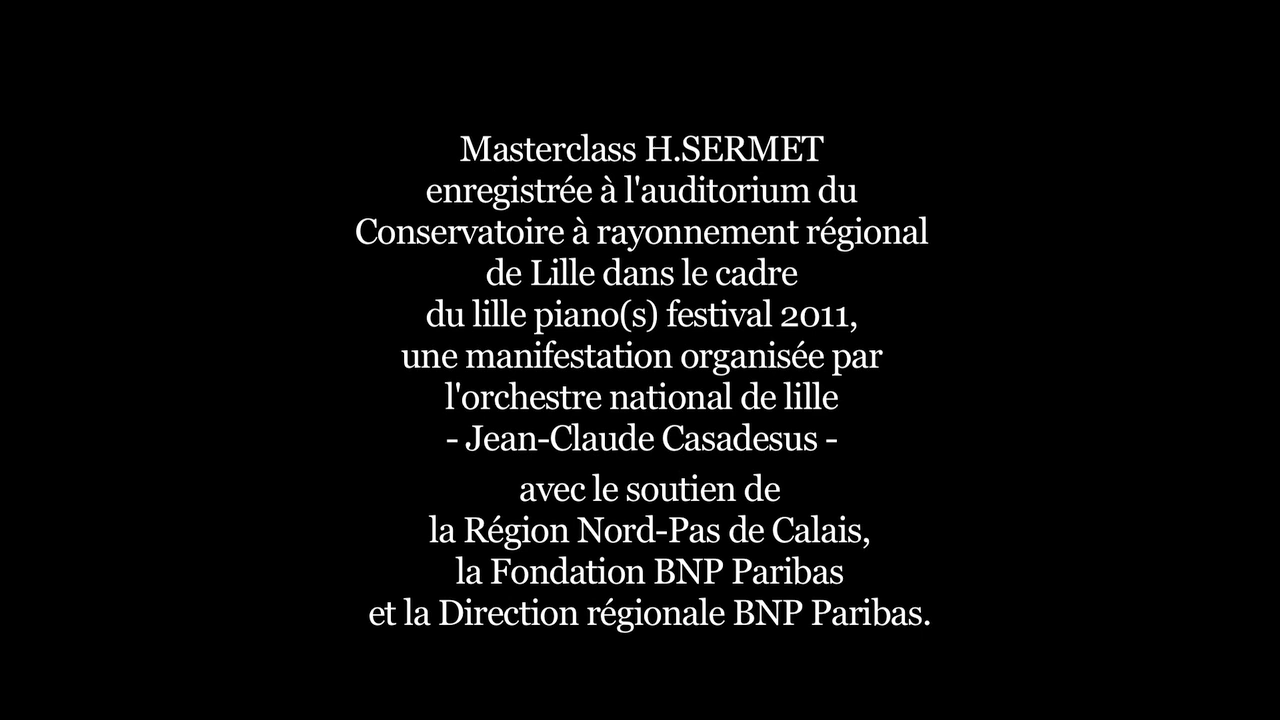 Masterclass H.SERMET
enregistrée à l'auditorium du
Conservatoire à rayonnement régional
de Lille dans le cadre
du lille piano(s) festival 2011,
une manifestation organisée par
l'orchestre national de lille
- Jean-Claude Casadesus -
avec le soutien de
la Région Nord-Pas de Calais,
la Fondation BNP Paribas
et la Direction régionale BNP Paribas.